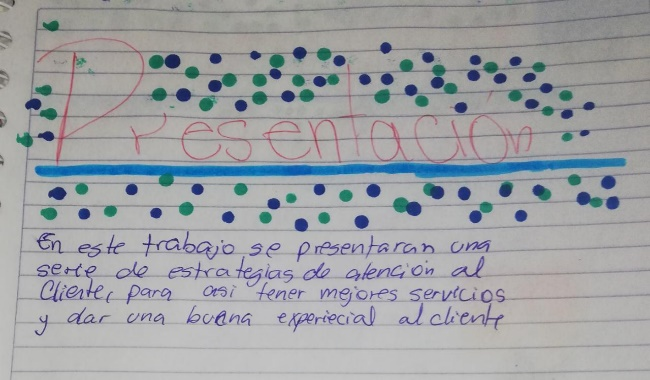 Presentación
En este trabajo se presentaran una
serie de estrategias de atención al
Cliente, para asi tener mejores servicios
y dar una buena experiecial al cliente